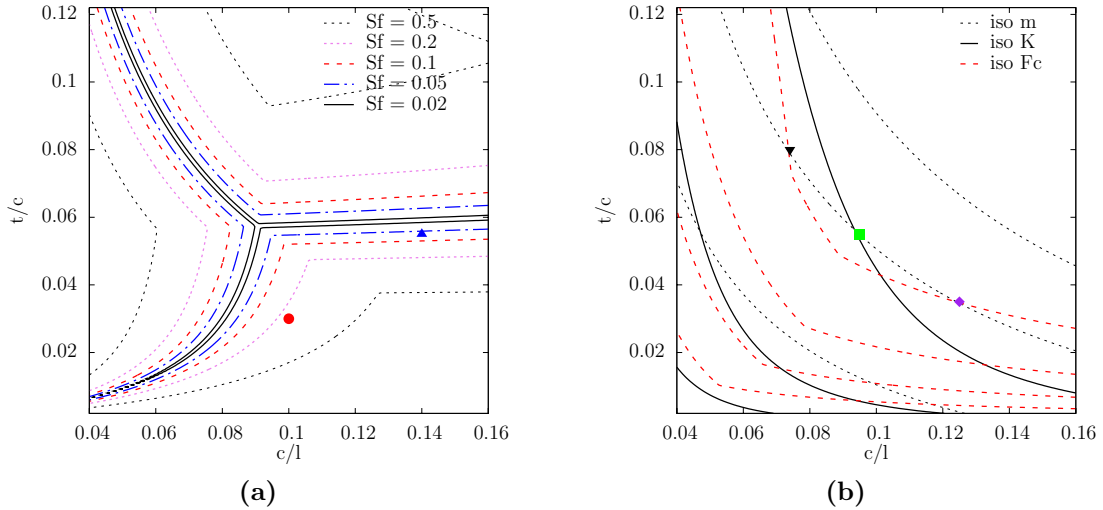 Sf = 0.5
Sf = 0.2
Sf = 0.1
Sf = 0.05
Sf = 0.02
0.12
0.1
0.08
0.06
0.04
0.02
t/c
0.04 0.06 0.08 0.1 0.12 0.14 0.16
c/l
(a)
iso m
iso K
iso Fc
0.12
0.1
0.08
0.06
0.04
0.02
t/c
0.04 0.06 0.08 0.1 0.12 0.14 0.16
c/l
(b)